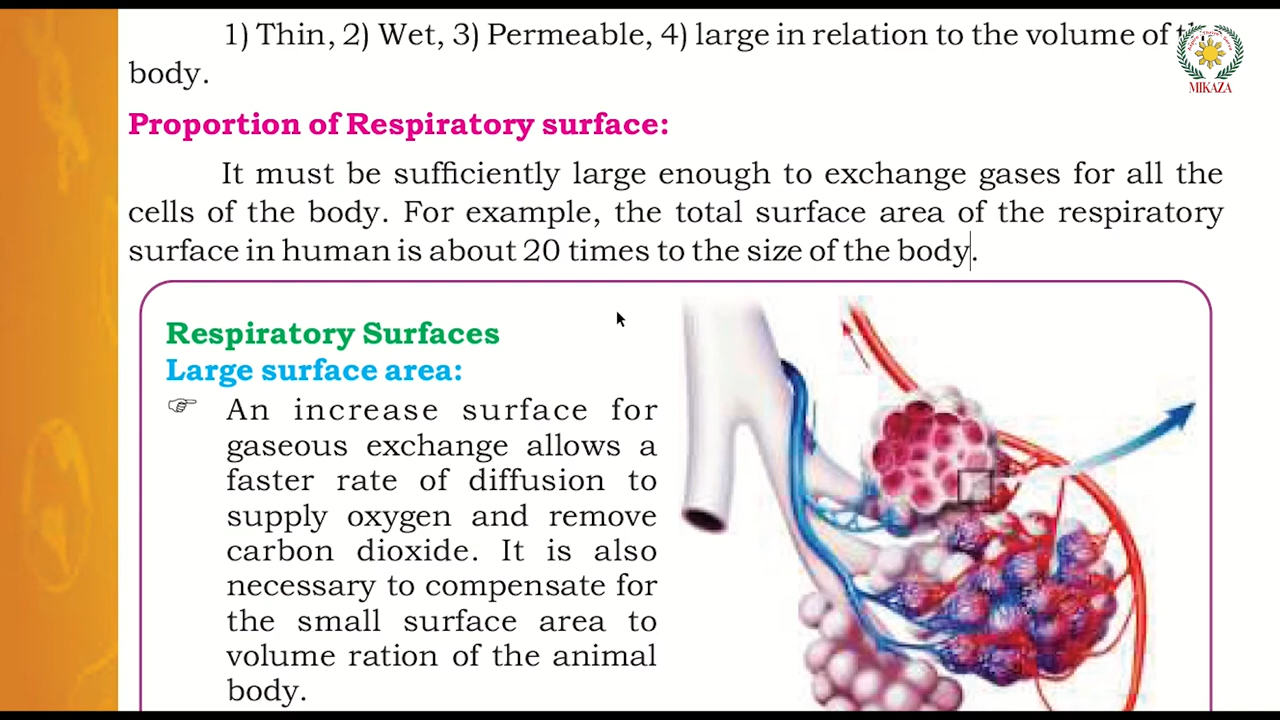 1) Thin, 2) Wet, 3) Permeable, 4) large in relation to the volume of
body.
Proportion of Respiratory surface:
It must be sufficiently large enough to exchange gases for all the
cells of the body. For example, the total surface area of the respiratory
surface in human is about 20 times to the size of the body.
Respiratory Surfaces
Large surface area:
☞ An increase surface for
gaseous exchange allows a
faster rate of diffusion to
supply oxygen and remove
carbon dioxide. It is also
necessary to compensate for
the small surface area to
volume ration of the animal
body.
MIKAZA